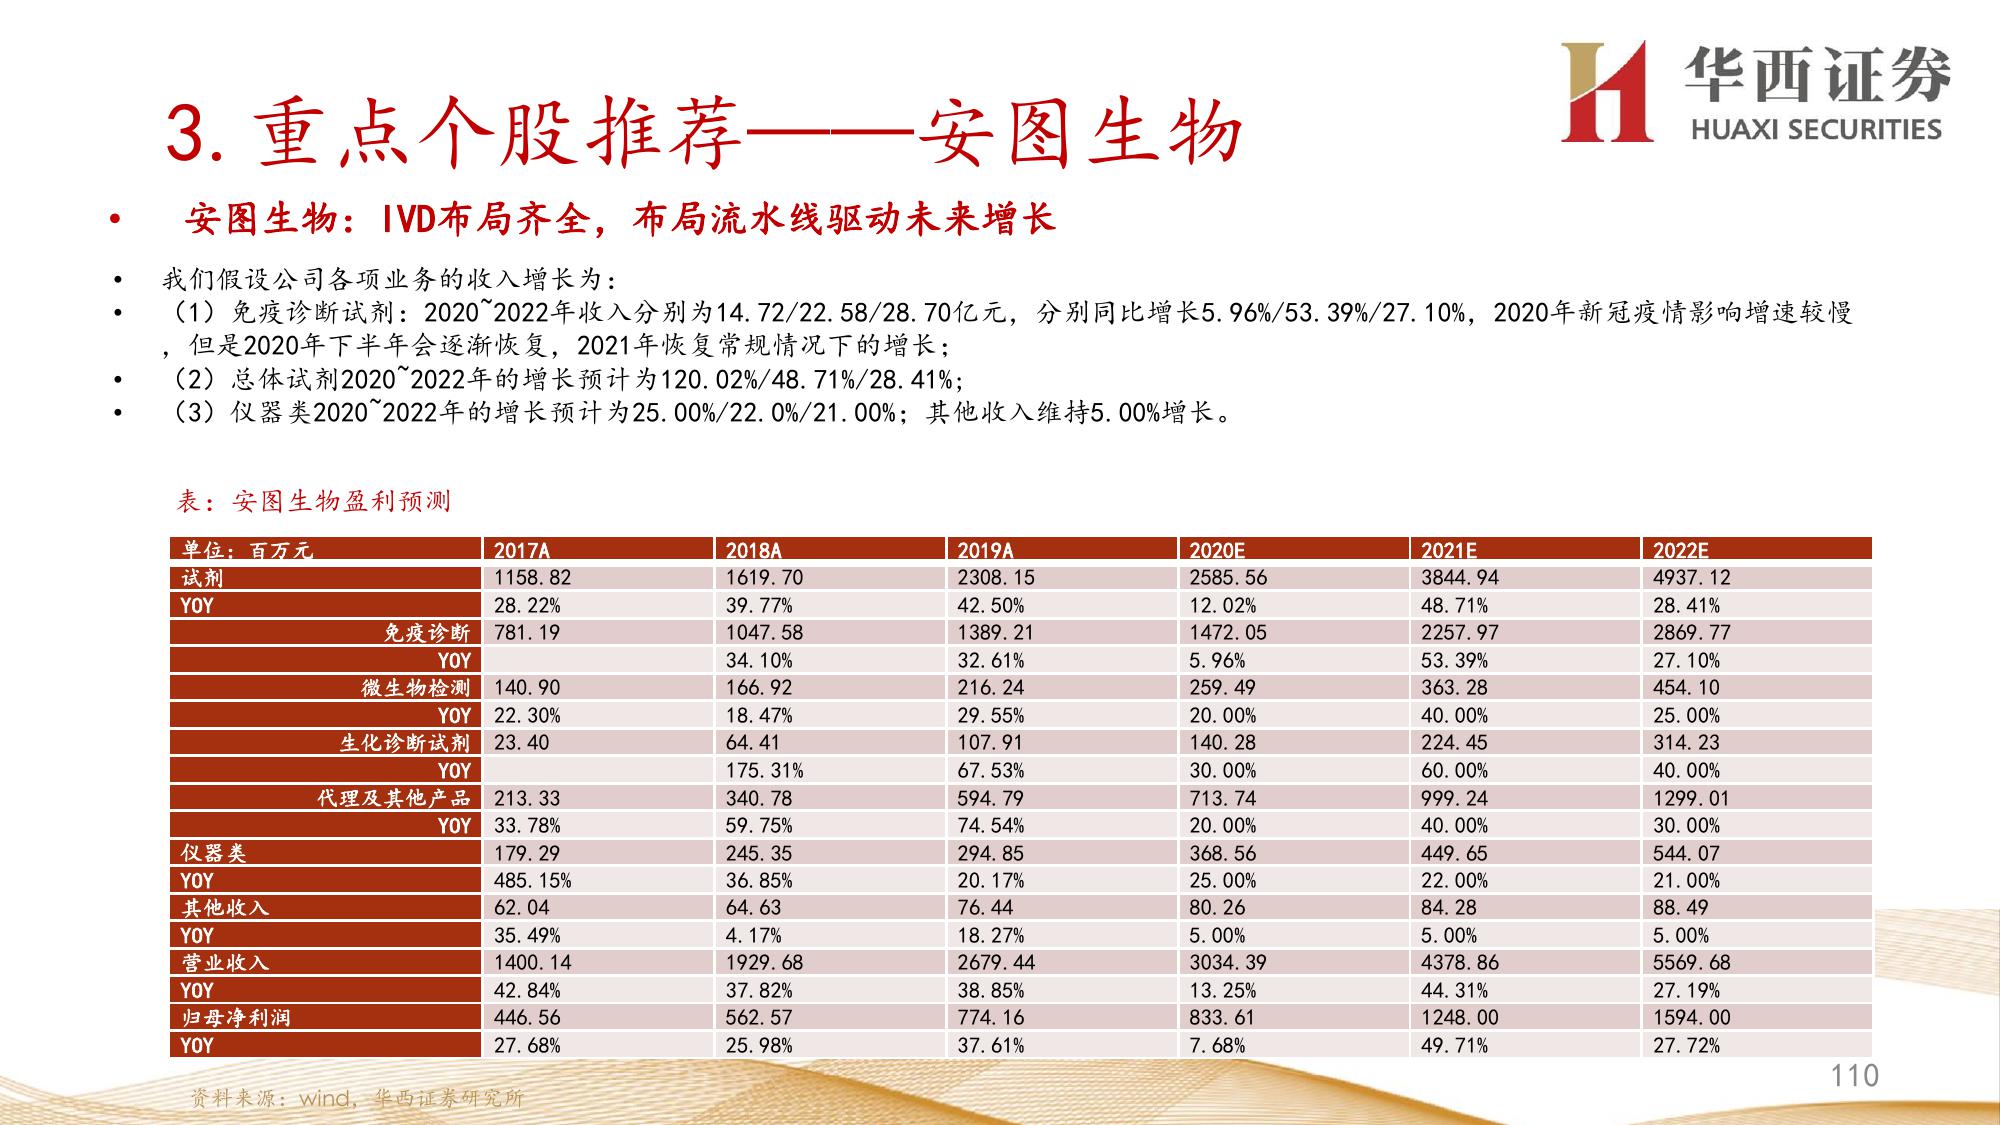 华西证券
HUAXI SECURITIES
3. 重点个股推荐——安图生物
• 安图生物：IVD布局齐全，布局流水线驱动未来增长
• 我们假设公司各项业务的收入增长为：
• （1）免疫诊断试剂：2020~2022年收入分别为14.72/22.58/28.70亿元，分别同比增长5.96%/53.39%/27.10%，2020年新冠疫情影响增速较慢
，但是2020年下半年会逐渐恢复，2021年恢复常规情况下的增长；
• （2）总体试剂2020~2022年的增长预计为120.02%/48.71%/28.41%；
• （3）仪器类2020~2022年的增长预计为25.00%/22.0%/21.00%；其他收入维持5.00%增长。
表：安图生物盈利预测
单位：百万元 2017A 2018A 2019A 2020E 2021E 2022E
试剂 1158.82 1619.70 2308.15 2585.56 3844.94 4937.12
YOY 28.22% 39.77% 42.50% 12.02% 48.71% 28.41%
免疫诊断 781.19 1047.58 1389.21 1472.05 2257.97 2869.77
YOY 34.10% 32.61% 5.96% 53.39% 27.10%
微生物检测 140.90 166.92 216.24 259.49 363.28 454.10
YOY 22.30% 18.47% 29.55% 20.00% 40.00% 25.00%
生化诊断试剂 23.40 64.41 107.91 140.28 224.45 314.23
YOY 175.31% 67.53% 30.00% 60.00% 40.00%
代理及其他产品 213.33 340.78 594.79 713.74 999.24 1299.01
YOY 33.78% 59.75% 74.54% 20.00% 40.00% 30.00%
仪器类 179.29 245.35 294.85 368.56 449.65 544.07
YOY 485.15% 36.85% 20.17% 25.00% 22.00% 21.00%
其他收入 62.04 64.63 76.44 80.26 84.28 88.49
YOY 35.49% 4.17% 18.27% 5.00% 5.00% 5.00%
营业收入 1400.14 1929.68 2679.44 3034.39 4378.86 5569.68
YOY 42.84% 37.82% 38.85% 13.25% 44.31% 27.19%
归母净利润 446.56 562.57 774.16 833.61 1248.00 1594.00
YOY 27.68% 25.98% 37.61% 7.68% 49.71% 27.72%
110
资料来源：wind，华西证券研究所